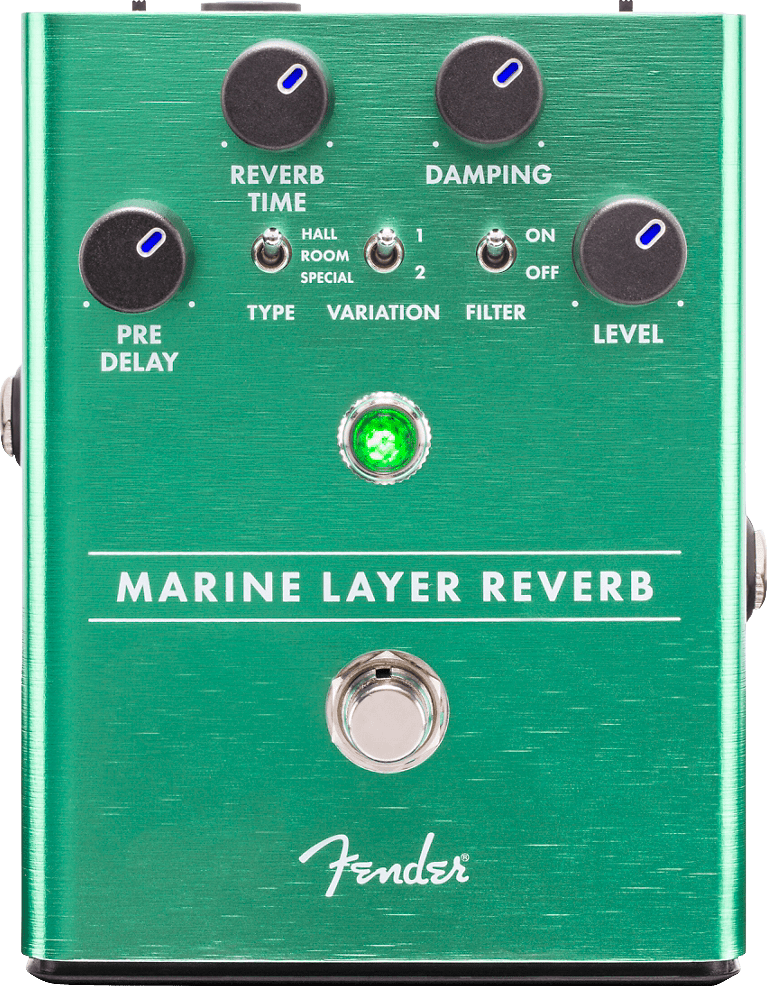 REVERB
TIME
DAMPING
HALL
ROOM
SPECIAL
1
2
ON
OFF
TYPE
VARIATION
FILTER
PRE
DELAY
LEVEL
MARINE LAYER REVERB
Fender®